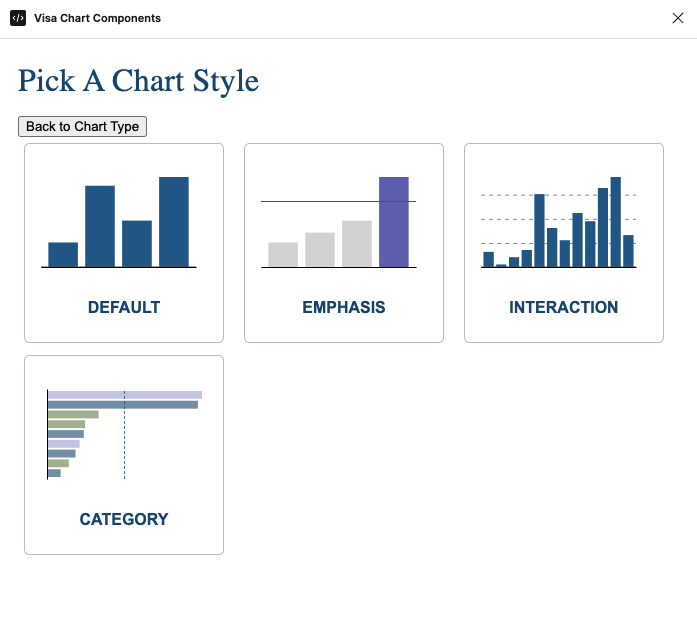 Visa Chart Components
Pick A Chart Style
Back to Chart Type
DEFAULT
EMPHASIS
INTERACTION
CATEGORY